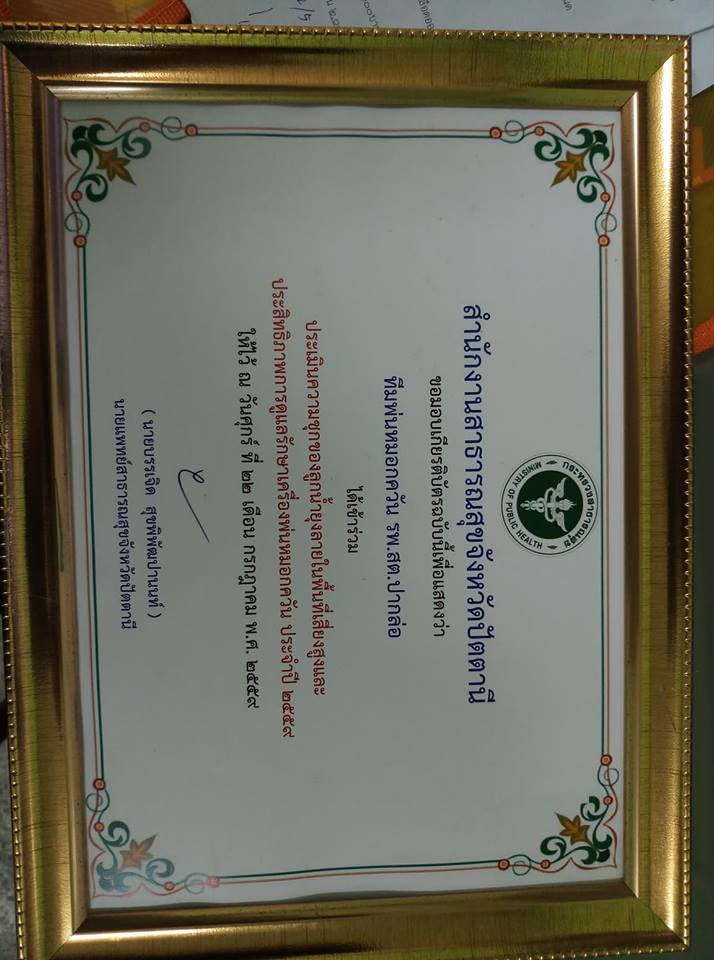 กระทรวงสาธารณสุข
MINISTRY OF PUBLIC HEALTH
สำนักงานสาธารณสุขจังหวัดปัตตานี
ขอมอบเกียรติบัตรฉบับนี้เพื่อแสดงว่า
ทีมพ่นหมอกควัน รพ.สต.ปากล่อ
ได้เข้าร่วม
ประเมินความชุกของลูกน้ำยุงลายในพื้นที่เสี่ยงสูงและ
ประสิทธิภาพการดูแลรักษาเครื่องพ่นหมอกควัน ประจำปี ๒๕๕๙
ให้ไว้ ณ วันศุกร์ ที่ ๒๒ เดือน กรกฎาคม พ.ศ. ๒๕๕๙
( นายบรรเจิด สุขพิพัฒปานนท์ )
นายแพทย์สาธารณสุขจังหวัดปัตตานี